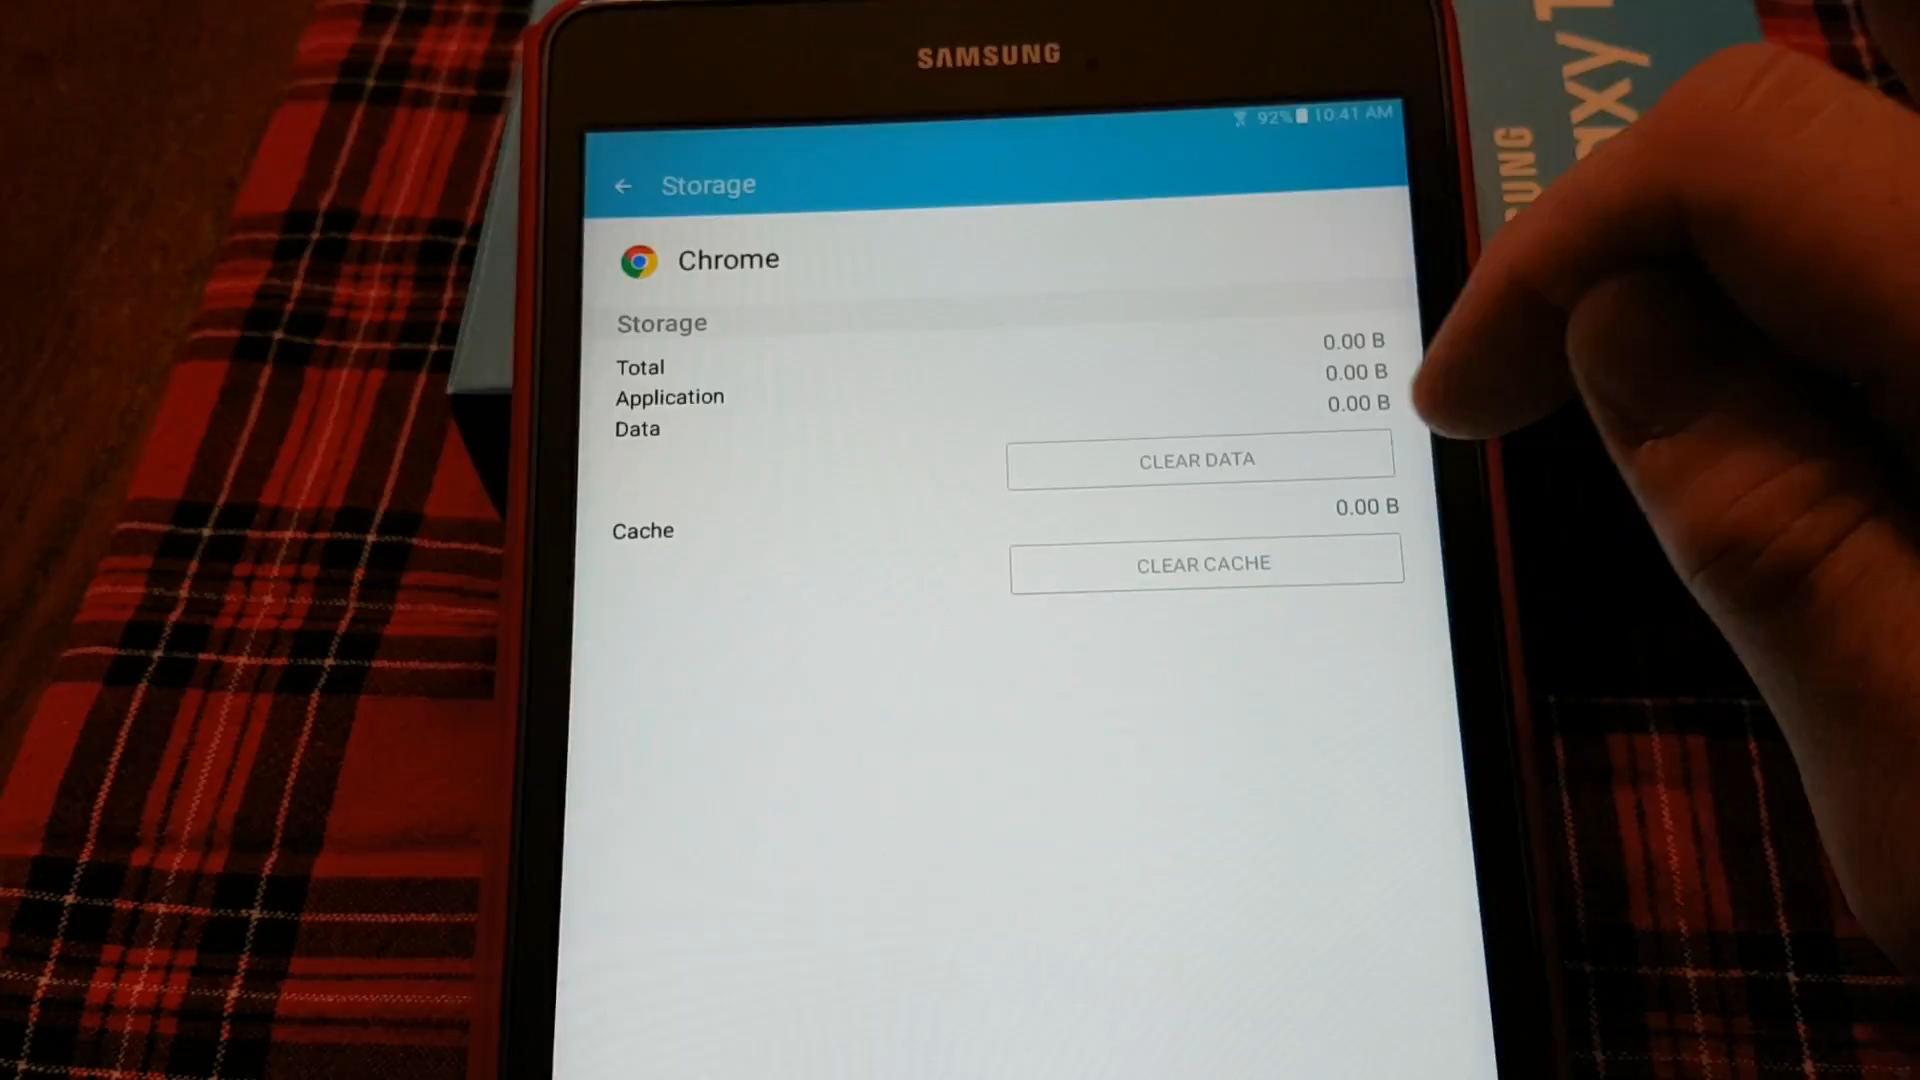 SAMSUNG
92% 10:41 AM
Storage
Chrome
Storage
Total 0.00 B
Application 0.00 B
Data 0.00 B
CLEAR DATA
Cache 0.00 B
CLEAR CACHE